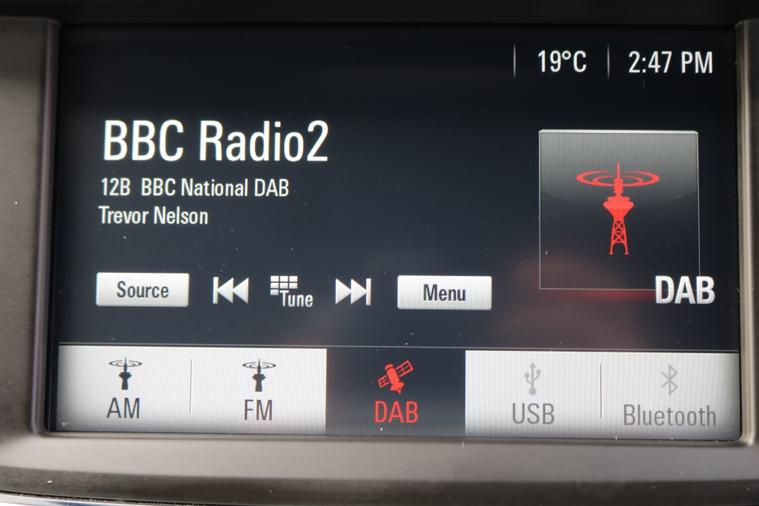 19°C 2:47 PM
BBC Radio2
12B BBC National DAB
Trevor Nelson
Source Tune Menu
DAB
AM FM DAB USB Bluetooth